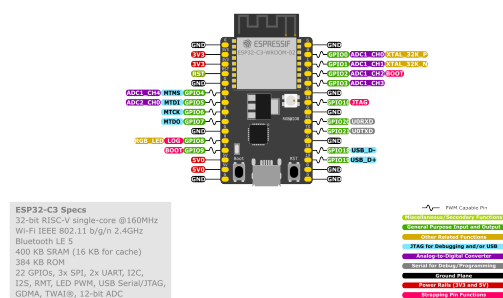 ESPRESSIF
ESP32-C3-WROOM-02
GND
3V3
3V3
RST
GND
ADC1_CH4 MTMS GPIO4
ADC2_CH0 MTDI GPIO5
MTCK GPIO6
MTDO GPIO7
GND
RGB_LED LOG GPIO8
BOOT GPIO9
5V0
5V0
GND
GND
GPIO0 ADC1_CH0 XTAL_32K_P
GPIO1 ADC1_CH1 XTAL_32K_N
GPIO2 ADC1_CH2 BOOT
GPIO3 ADC1_CH3
GND
GPIO10 JTAG
GND
GPIO20 U0RXD
GPIO21 U0TXD
GND
GPIO18 USB_D-
GPIO19 USB_D+
GND
GND
RST
ESP32-C3 Specs
32-bit RISC-V single-core @160MHz
Wi-Fi IEEE 802.11 b/g/n 2.4GHz
Bluetooth LE 5
400 KB SRAM (16 KB for cache)
384 KB ROM
22 GPIOs, 3x SPI, 2x UART, I2C,
I2S, RMT, LED PWM, USB Serial/JTAG,
GDMA, TWAI®, 12-bit ADC
PWM Capable Pin
Miscellaneous/Secondary Functions
General Purpose Input and Output
Other Related Functions
JTAG for Debugging and/or USB
Analog-to-Digital Converter
Serial for Debug/Programming
Ground Plane
Power Rails (3V3 and 5V)
Strapping Pin Functions